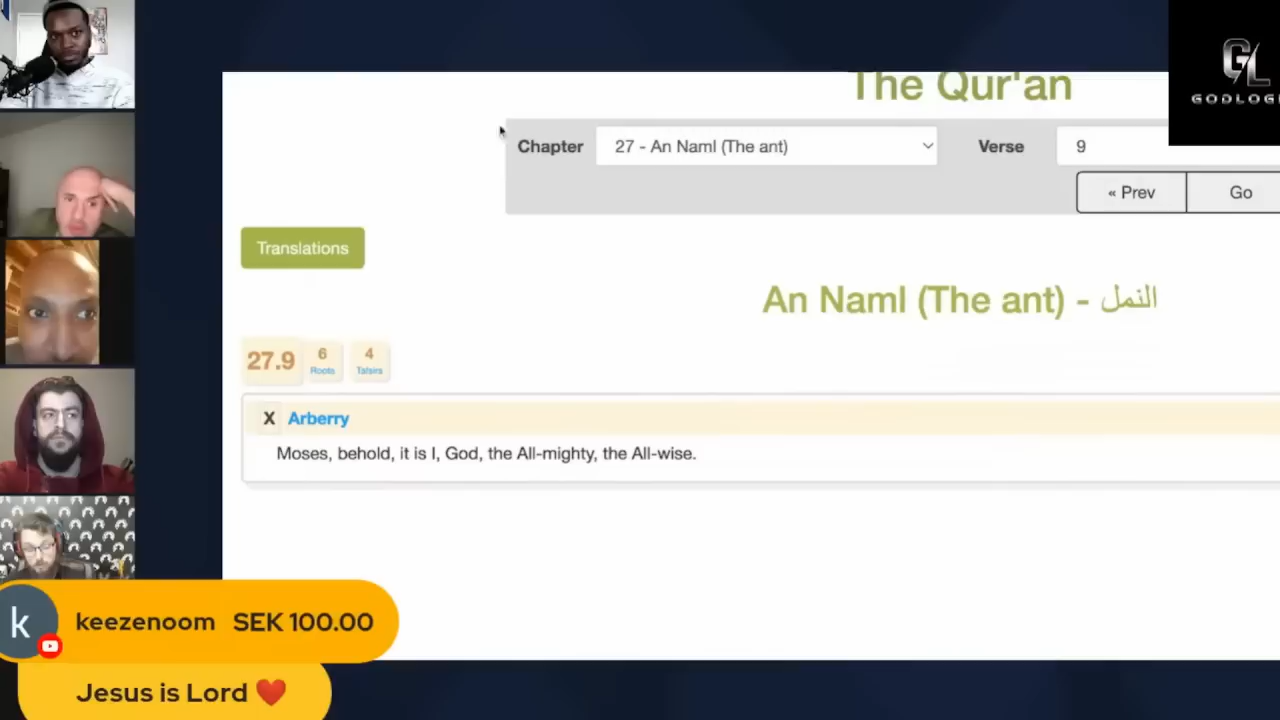 The Qur'an
GL
GODLOGI
Chapter 27 - An Naml (The ant) Verse 9
« Prev Go
Translations
An Naml (The ant) - النمل
27.9 6 Roots 4 Tafsirs
X Arberry
Moses, behold, it is I, God, the All-mighty, the All-wise.
k keezenoom SEK 100.00
Jesus is Lord ❤️